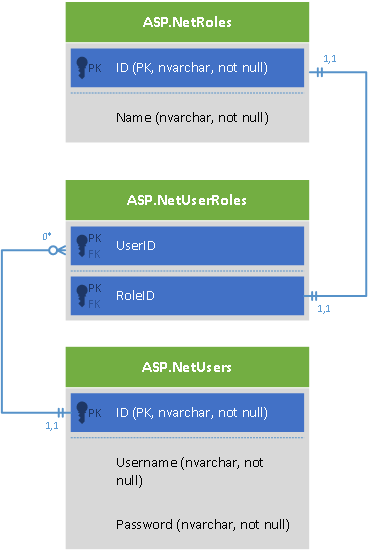 ASP.NetRoles
PK ID (PK, nvarchar, not null)
1,1
Name (nvarchar, not null)
ASP.NetUserRoles
0*
PK
FK
UserID
PK
FK
RoleID
1,1
ASP.NetUsers
PK ID (PK, nvarchar, not null)
1,1
Username (nvarchar, not
null)
Password (nvarchar, not null)